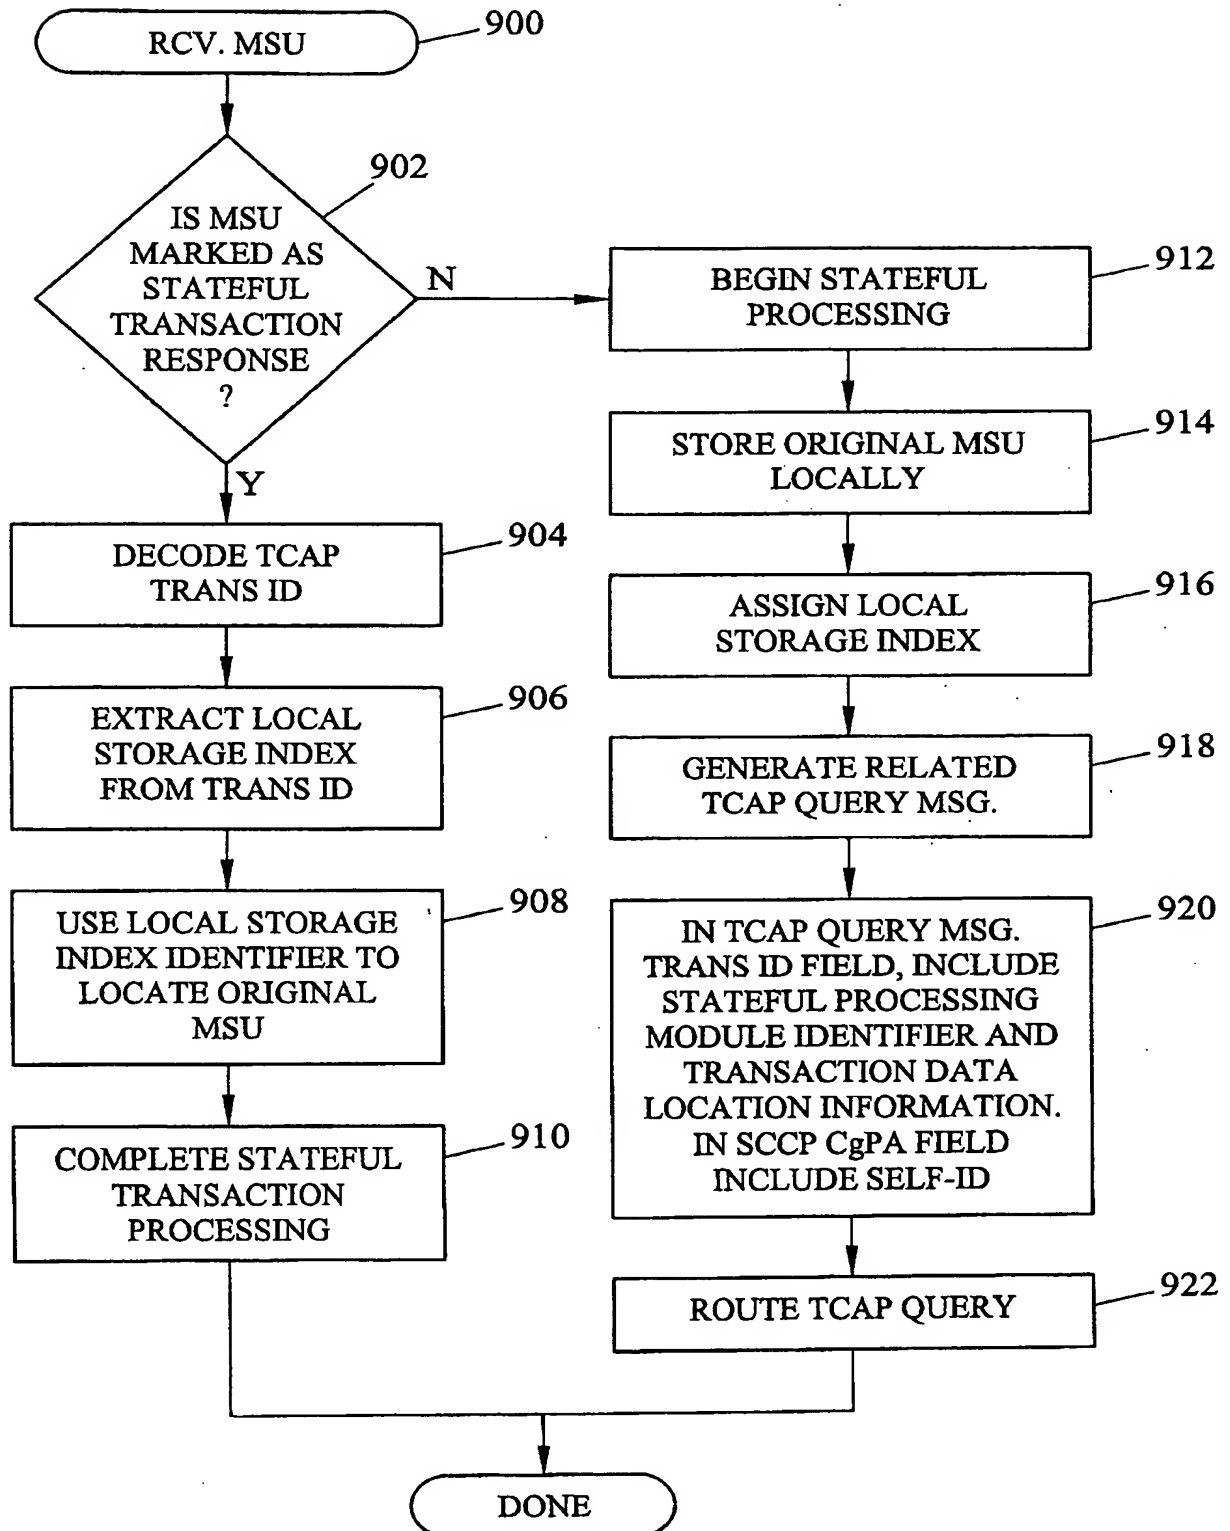 RCV. MSU
900
IS MSU
MARKED AS
STATEFUL
TRANSACTION
RESPONSE
?
902
N
Y
DECODE TCAP
TRANS ID
904
EXTRACT LOCAL
STORAGE INDEX
FROM TRANS ID
906
USE LOCAL STORAGE
INDEX IDENTIFIER TO
LOCATE ORIGINAL
MSU
908
COMPLETE STATEFUL
TRANSACTION
PROCESSING
910
BEGIN STATEFUL
PROCESSING
912
STORE ORIGINAL MSU
LOCALLY
914
ASSIGN LOCAL
STORAGE INDEX
916
GENERATE RELATED
TCAP QUERY MSG.
918
IN TCAP QUERY MSG.
TRANS ID FIELD, INCLUDE
STATEFUL PROCESSING
MODULE IDENTIFIER AND
TRANSACTION DATA
LOCATION INFORMATION.
IN SCCP CgPA FIELD
INCLUDE SELF-ID
920
ROUTE TCAP QUERY
922
DONE